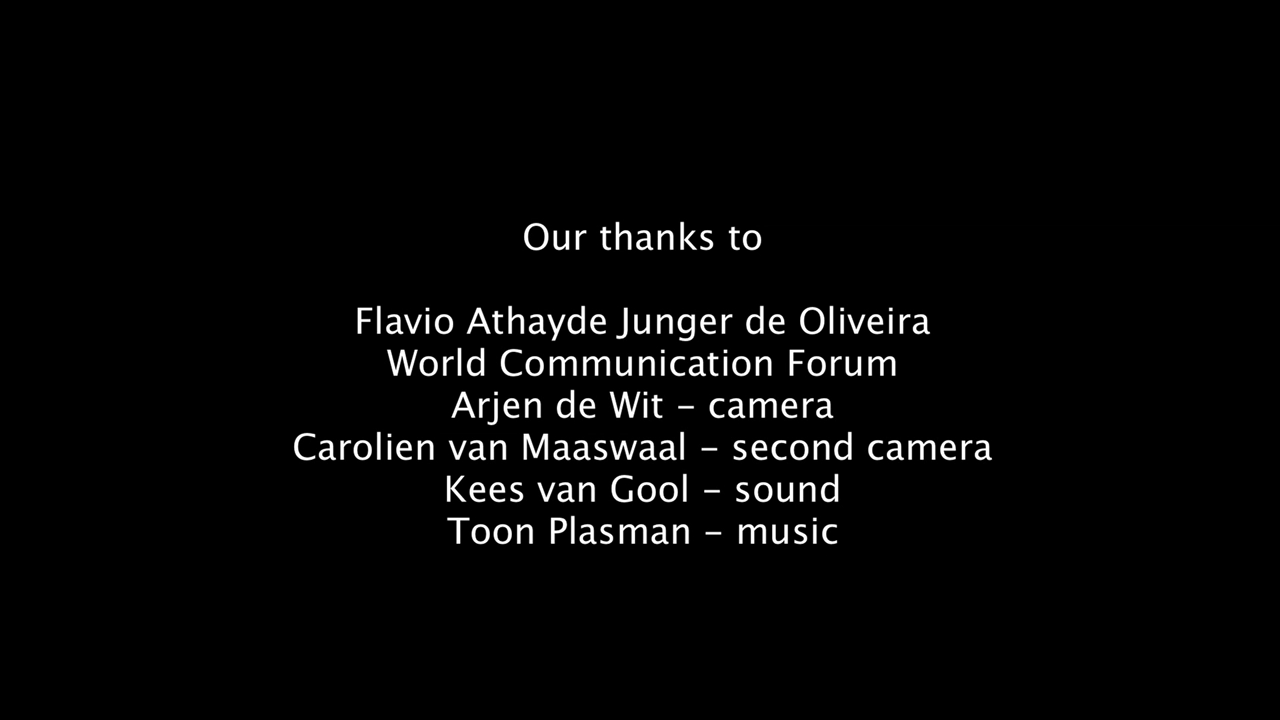 Our thanks to
Flavio Athayde Junger de Oliveira
World Communication Forum
Arjen de Wit – camera
Carolien van Maaswaal – second camera
Kees van Gool – sound
Toon Plasman – music